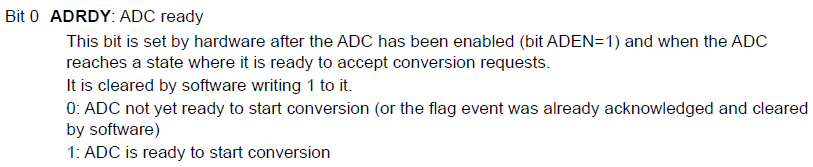 Bit 0 ADRDY: ADC ready
This bit is set by hardware after the ADC has been enabled (bit ADEN=1) and when the ADC
reaches a state where it is ready to accept conversion requests.
It is cleared by software writing 1 to it.
0: ADC not yet ready to start conversion (or the flag event was already acknowledged and cleared
by software)
1: ADC is ready to start conversion